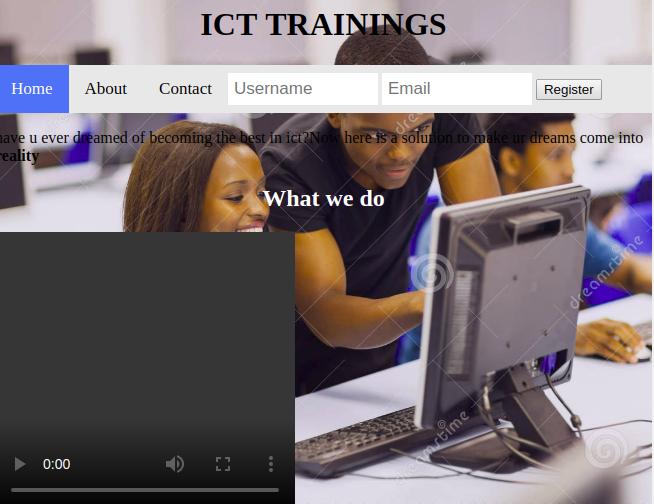 ICT TRAININGS
Home About Contact Username Email Register
have u ever dreamed of becoming the best in ict?Now here is a solution to make ur dreams come into
reality
What we do
0:00
dreamstime
dreamstime